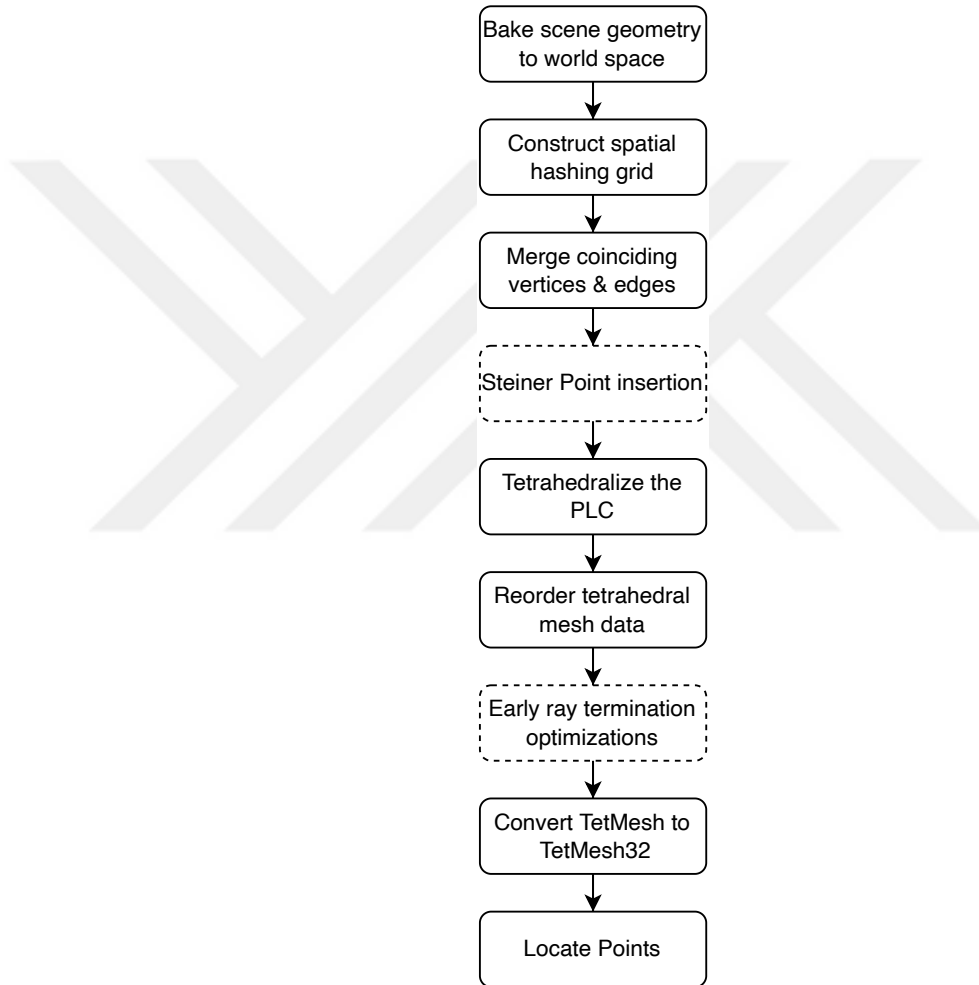 Bake scene geometry
to world space
Construct spatial
hashing grid
Merge coinciding
vertices & edges
Steiner Point insertion
Tetrahedralize the
PLC
Reorder tetrahedral
mesh data
Early ray termination
optimizations
Convert TetMesh to
TetMesh32
Locate Points